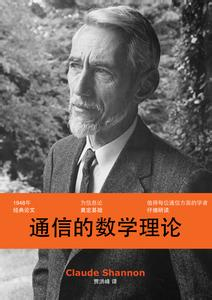 1948年 为信息论 值得每位通信方面的学者
经典论文 奠定基础 仔细研读
通信的数学理论
Claude Shannon
贾洪峰 译